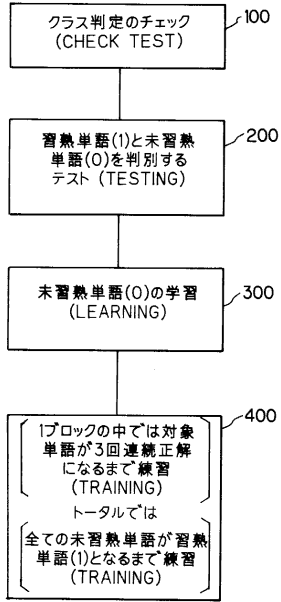 クラス判定のチェック
(CHECK TEST)
100
習熟単語(1)と未習熟
単語(0)を判別する
テスト(TESTING)
200
未習熟単語(0)の学習
(LEARNING)
300
400
1ブロックの中では対象
単語が3回連続正解
になるまで練習
(TRAINING)
トータルでは
全ての未習熟単語が習熟
単語(1)となるまで練習
(TRAINING)